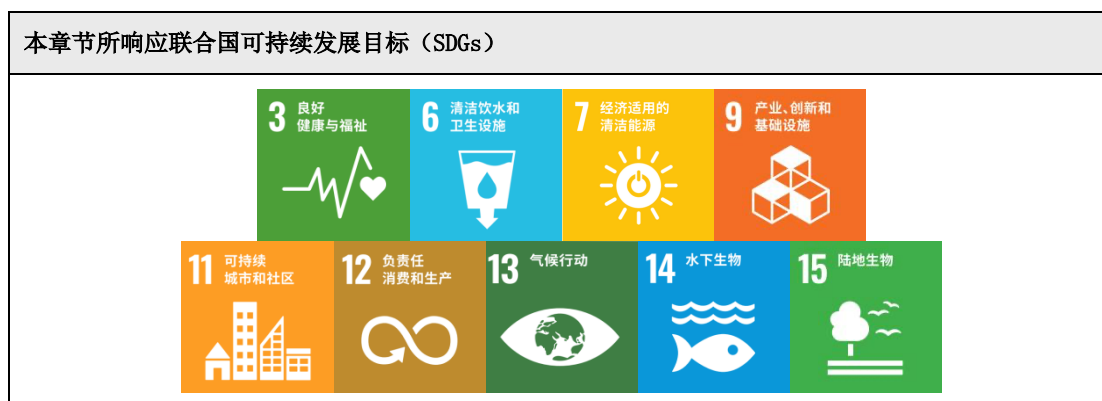 本章节所响应联合国可持续发展目标（SDGs）
3 良好
健康与福祉
6 清洁饮水和
卫生设施
7 经济适用的
清洁能源
9 产业、创新和
基础设施
11 可持续
城市和社区
12 负责任
消费和生产
13 气候行动
14 水下生物
15 陆地生物